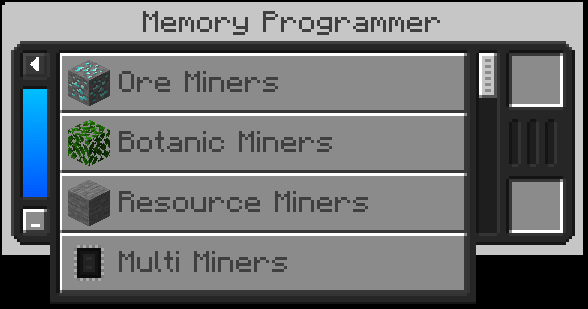 Memory Programmer
Ore Miners
Botanic Miners
Resource Miners
Multi Miners